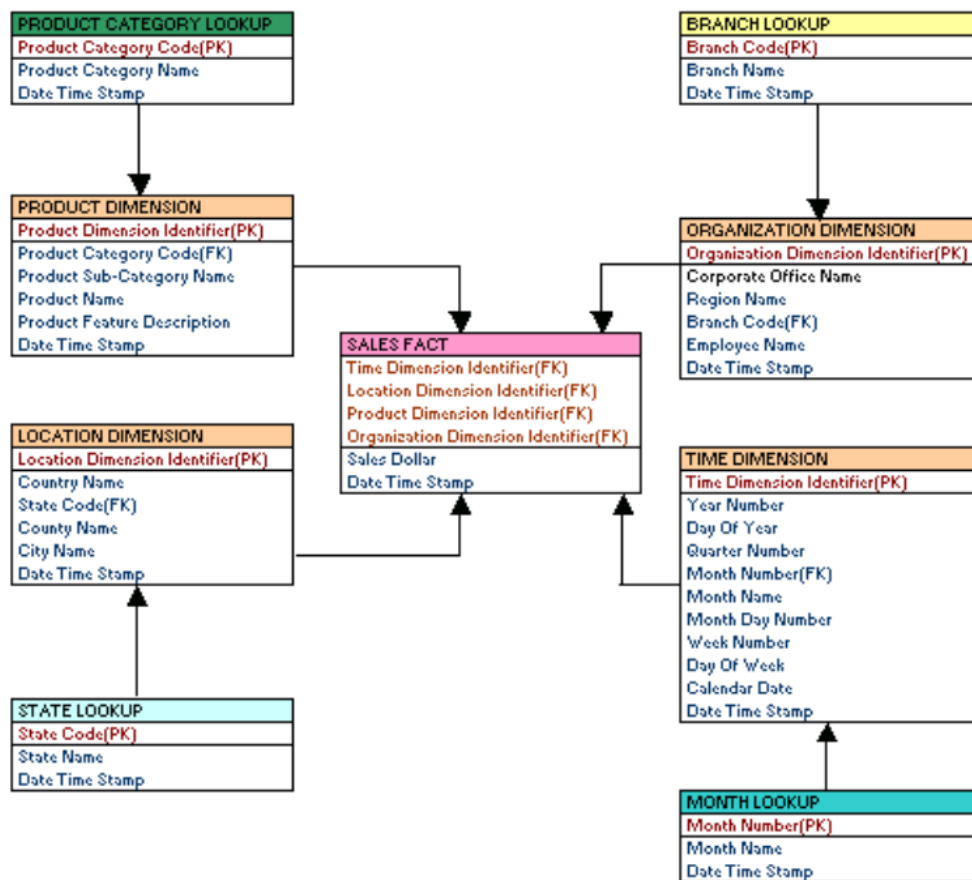 PRODUCT CATEGORY LOOKUP
Product Category Code(PK)
Product Category Name
Date Time Stamp
BRANCH LOOKUP
Branch Code(PK)
Branch Name
Date Time Stamp
PRODUCT DIMENSION
Product Dimension Identifier(PK)
Product Category Code(FK)
Product Sub-Category Name
Product Name
Product Feature Description
Date Time Stamp
ORGANIZATION DIMENSION
Organization Dimension Identifier(PK)
Corporate Office Name
Region Name
Branch Code(FK)
Employee Name
Date Time Stamp
SALES FACT
Time Dimension Identifier(FK)
Location Dimension Identifier(FK)
Product Dimension Identifier(FK)
Organization Dimension Identifier(FK)
Sales Dollar
Date Time Stamp
LOCATION DIMENSION
Location Dimension Identifier(PK)
Country Name
State Code(FK)
County Name
City Name
Date Time Stamp
TIME DIMENSION
Time Dimension Identifier(PK)
Year Number
Day Of Year
Quarter Number
Month Number(FK)
Month Name
Month Day Number
Week Number
Day Of Week
Calendar Date
Date Time Stamp
STATE LOOKUP
State Code(PK)
State Name
Date Time Stamp
MONTH LOOKUP
Month Number(PK)
Month Name
Date Time Stamp